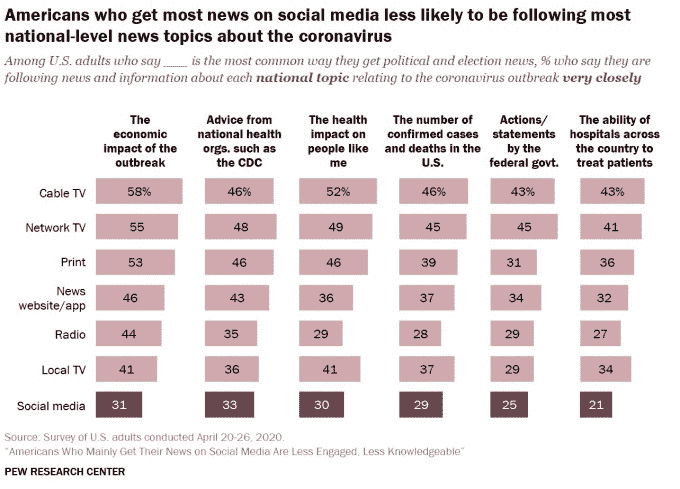 Americans who get most news on social media less likely to be following most
national-level news topics about the coronavirus
Among U.S. adults who say ____ is the most common way they get political and election news, % who say they are
following news and information about each national topic relating to the coronavirus outbreak very closely
The economic impact of the outbreak
Advice from national health orgs. such as the CDC
The health impact on people like me
The number of confirmed cases and deaths in the U.S.
Actions/ statements by the federal govt.
The ability of hospitals across the country to treat patients
Cable TV 58% 46% 52% 46% 43% 43%
Network TV 55 48 49 45 45 41
Print 53 46 46 39 31 36
News website/app 46 43 36 37 34 32
Radio 44 35 29 28 29 27
Local TV 41 36 41 37 29 34
Social media 31 33 30 29 25 21
Source: Survey of U.S. adults conducted April 20-26, 2020.
"Americans Who Mainly Get Their News on Social Media Are Less Engaged, Less Knowledgeable"
PEW RESEARCH CENTER